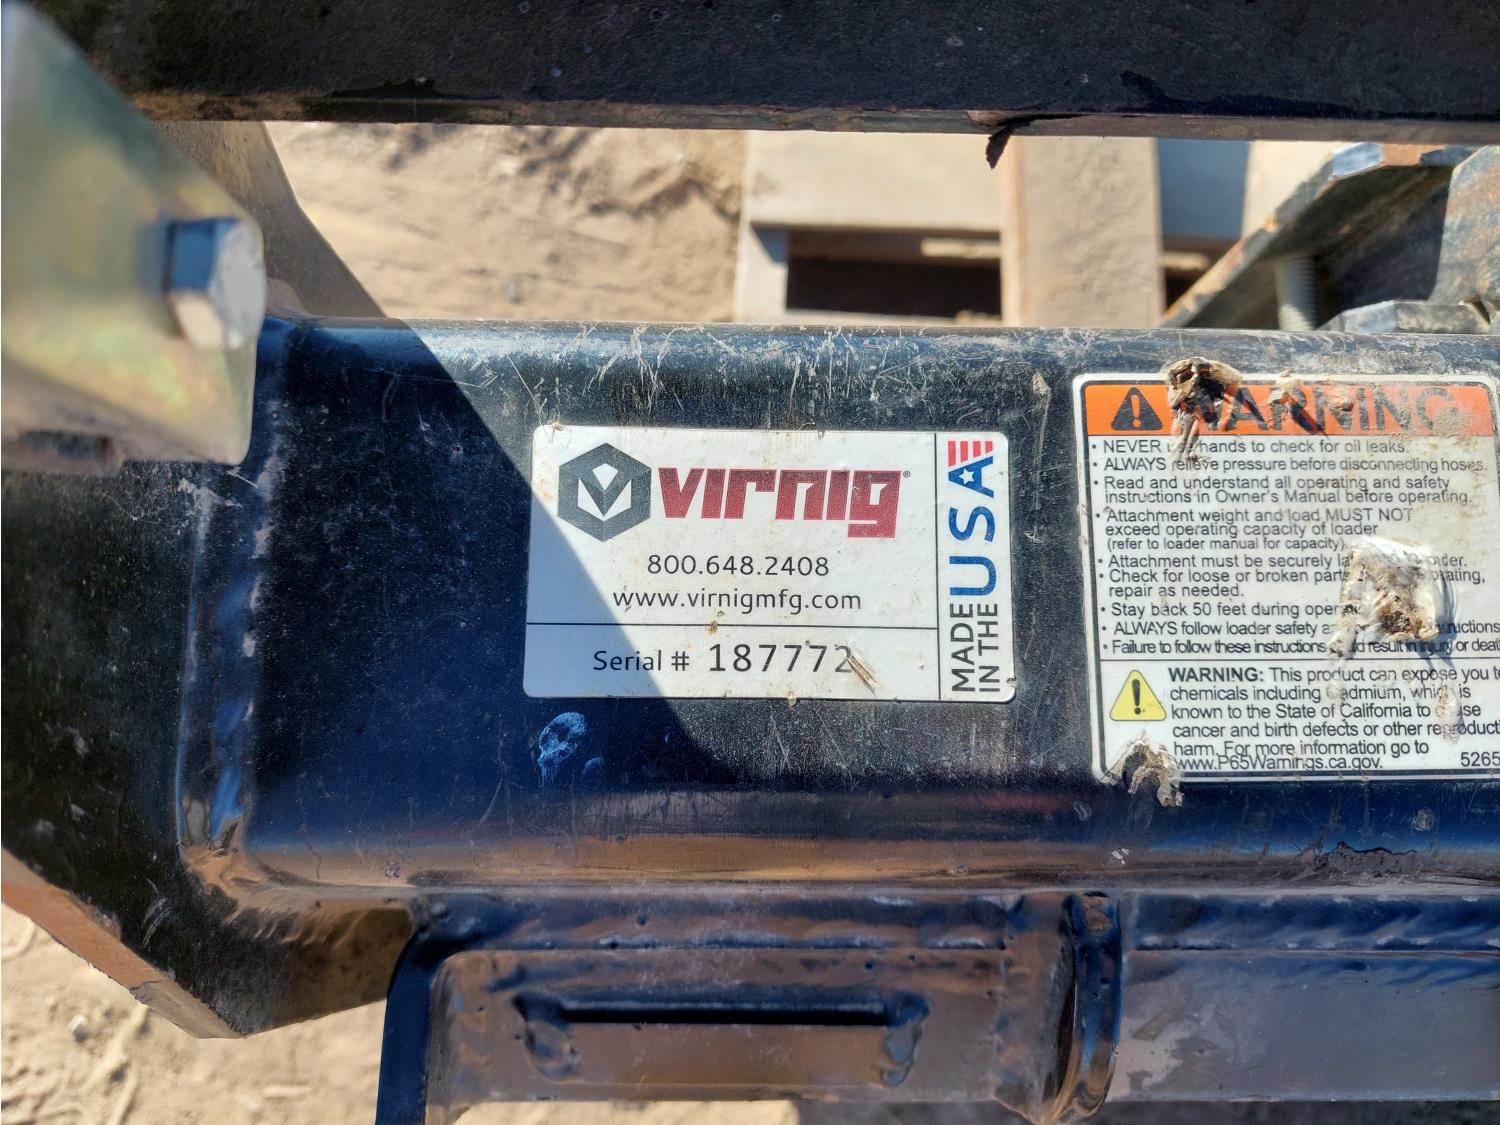 VIRNIG®
800.648.2408
www.virnigmfg.com
Serial # 187772
MADE
IN THE
USA
WARNING
• NEVER hands to check for oil leaks.
• ALWAYS relieve pressure before disconnecting hoses.
• Read and understand all operating and safety
instructions in Owner's Manual before operating.
• Attachment weight and load MUST NOT
exceed operating capacity of loader
(refer to loader manual for capacity).
• Attachment must be securely
• Check for loose or broken parts
repair as needed.
• Stay back 50 feet during
• ALWAYS follow loader safety
• Failure to follow these instructions result in injury or
WARNING: This product can expose you
chemicals including which is
known to the State of California to
cancer and birth defects or other
harm. For more information go to
www.P65Warnings.ca.gov.
5265